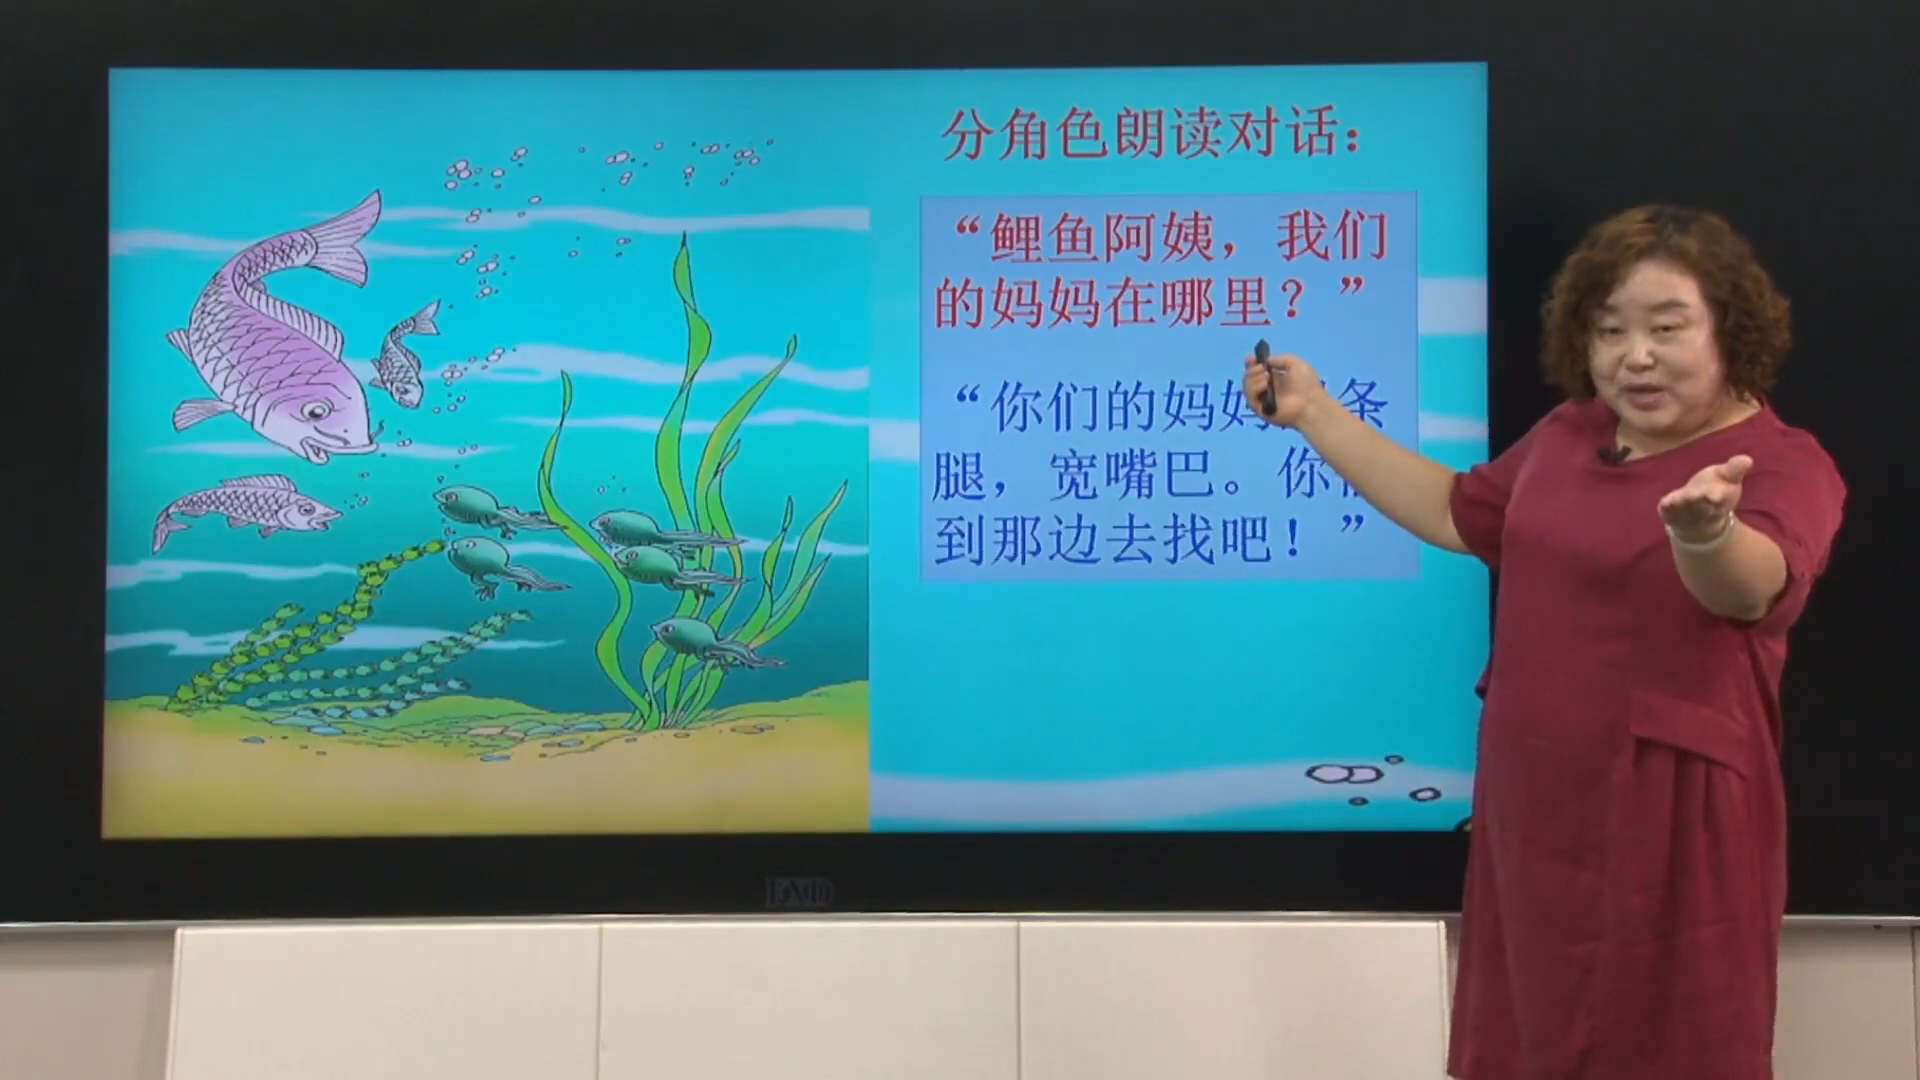 分角色朗读对话：
“鲤鱼阿姨，我们
的妈妈在哪里？”
“你们的妈妈 条
腿，宽嘴巴。你
到那边去找吧！”